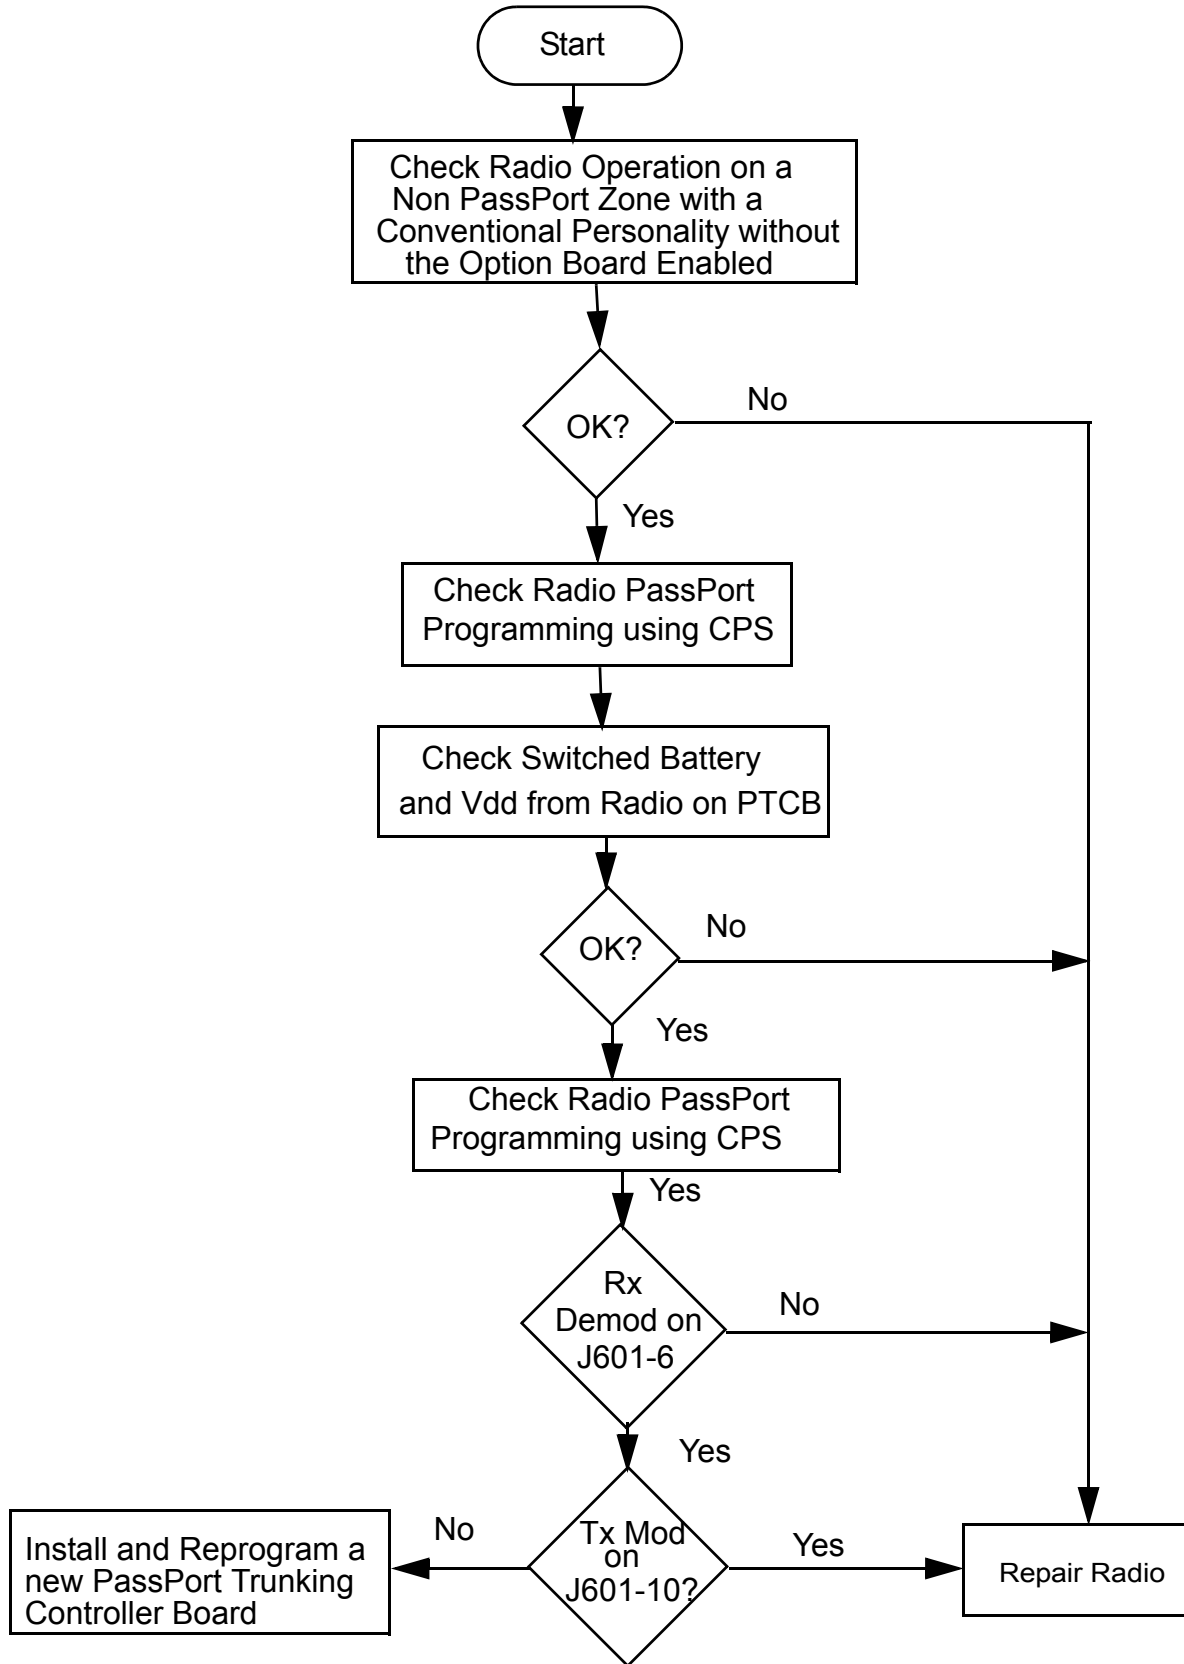 Start
Check Radio Operation on a
Non PassPort Zone with a
Conventional Personality without
the Option Board Enabled
No
OK?
Yes
Check Radio PassPort
Programming using CPS
Check Switched Battery
and Vdd from Radio on PTCB
No
OK?
Yes
Check Radio PassPort
Programming using CPS
Yes
Rx
Demod on
J601-6
No
Yes
Tx Mod
on
J601-10?
No
Yes
Install and Reprogram a
new PassPort Trunking
Controller Board
Repair Radio